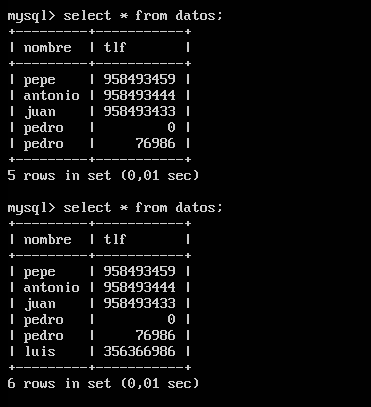 mysql> select * from datos;
+---------+-----------+
| nombre  | tlf       |
+---------+-----------+
| pepe    | 958493459 |
| antonio | 958493444 |
| juan    | 958493433 |
| pedro   |         0 |
| pedro   |     76986 |
+---------+-----------+
5 rows in set (0,01 sec)
mysql> select * from datos;
+---------+-----------+
| nombre  | tlf       |
+---------+-----------+
| pepe    | 958493459 |
| antonio | 958493444 |
| juan    | 958493433 |
| pedro   |         0 |
| pedro   |     76986 |
| luis    | 356366986 |
+---------+-----------+
6 rows in set (0,01 sec)